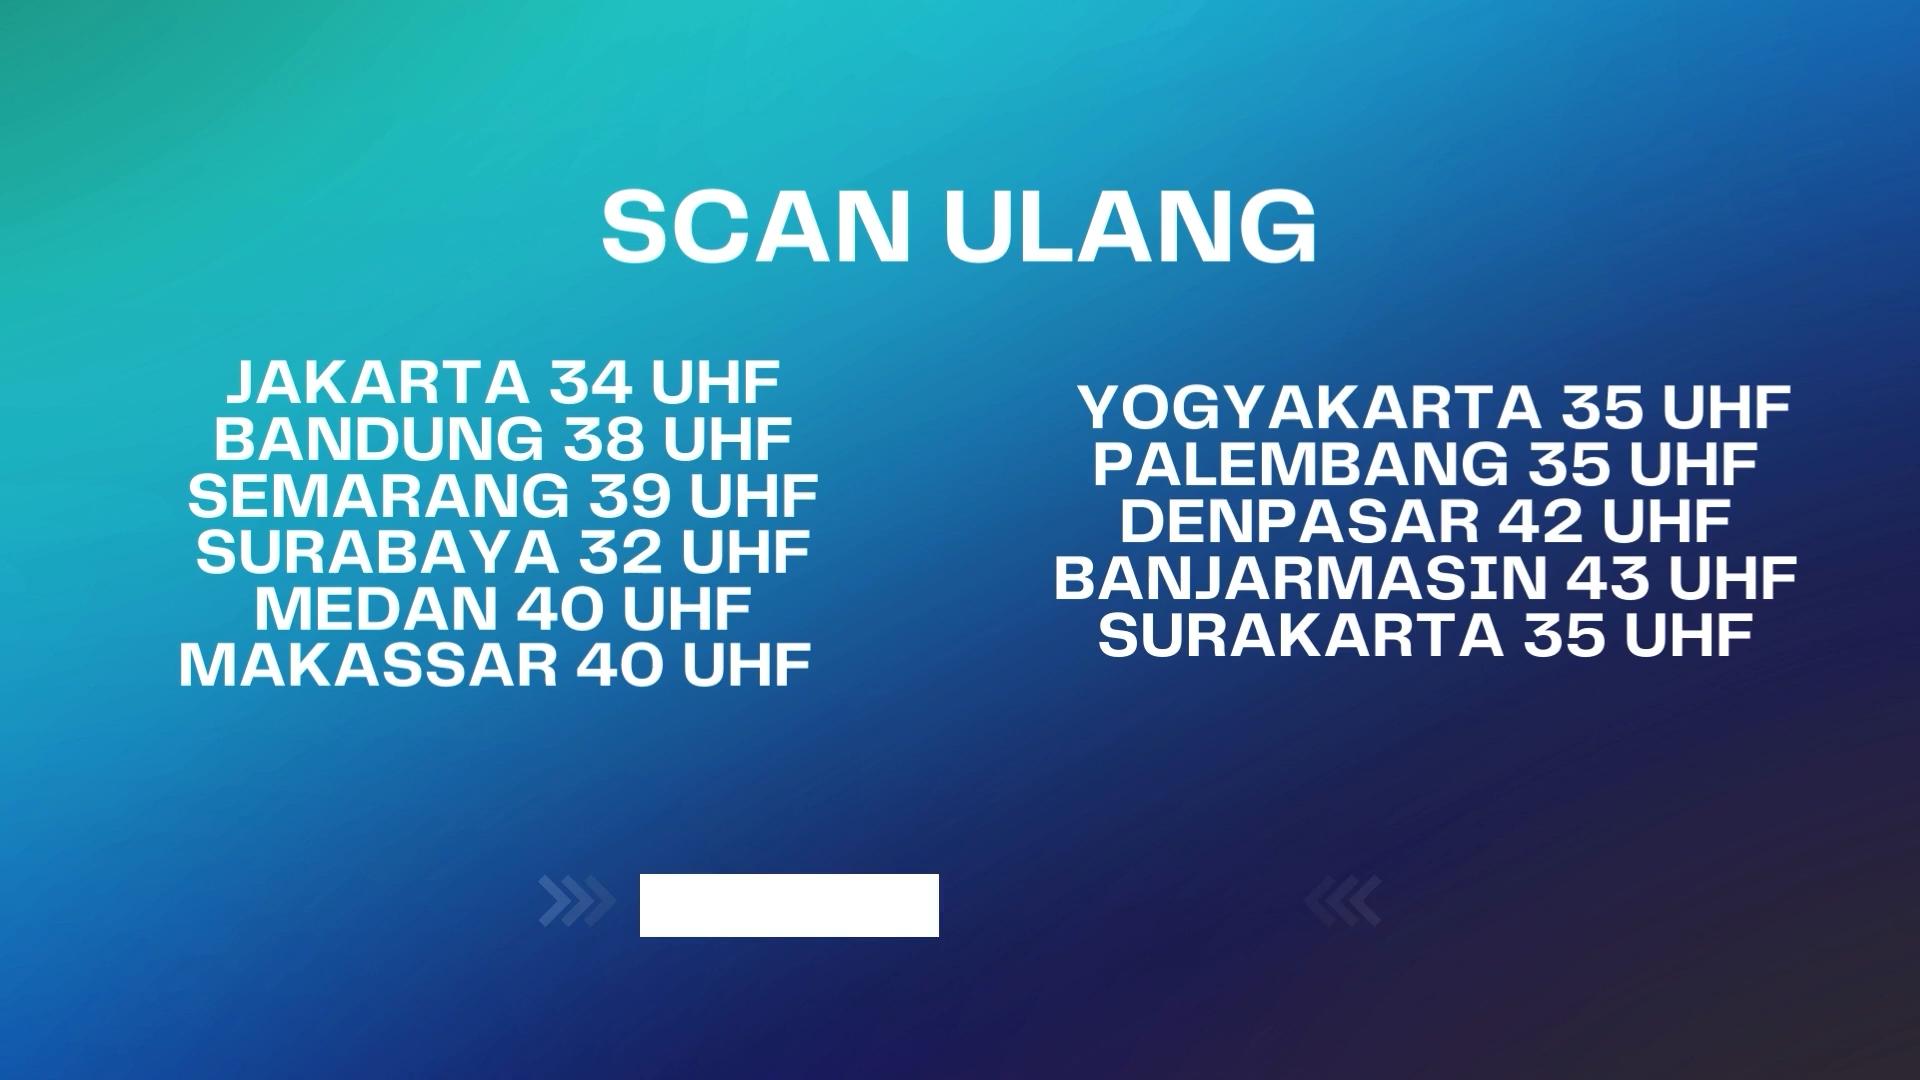 SCAN ULANG
JAKARTA 34 UHF
BANDUNG 38 UHF
SEMARANG 39 UHF
SURABAYA 32 UHF
MEDAN 40 UHF
MAKASSAR 40 UHF
YOGYAKARTA 35 UHF
PALEMBANG 35 UHF
DENPASAR 42 UHF
BANJARMASIN 43 UHF
SURAKARTA 35 UHF